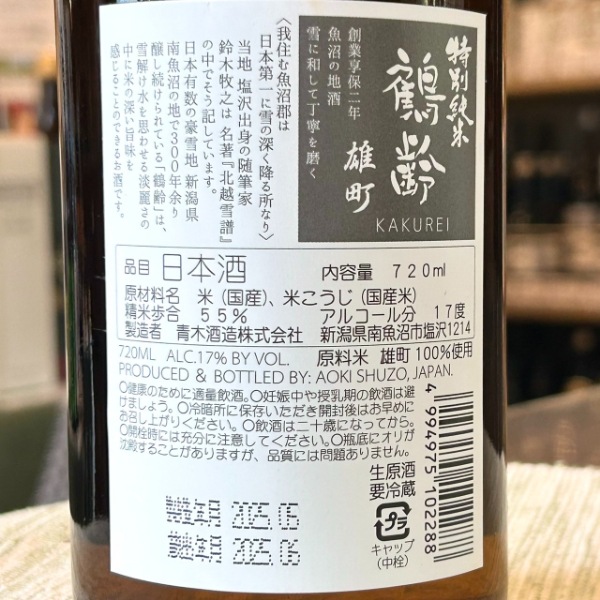 特別純米
鶴齢
雄町
KAKUREI
創業享保二年
魚沼の地酒
雪に和して丁寧を磨く
〈我住む魚沼郡は
日本第一に雪の深く降る所なり〉
当地 塩沢出身の随筆家
鈴木牧之は 名著『北越雪譜』
の中でそう記しています。
日本有数の豪雪地 新潟県
南魚沼の地で300年余り
醸し続けられている「鶴齢」は、
雪解け水を思わせる淡麗さの
中に米の深い旨味を
感じることのできるお酒です。
品目 日本酒 内容量 720ml
原材料名 米(国産)、米こうじ(国産米)
精米歩合 55% アルコール分 17度
製造者 青木酒造株式会社 新潟県南魚沼市塩沢1214
720ML ALC.17% BY VOL. 原料米 雄町100%使用
PRODUCED & BOTTLED BY: AOKI SHUZO, JAPAN.
○健康のために適量飲酒。○妊娠中や授乳期の飲酒は避
けましょう。○冷暗所に保存いただき開封後はお早めに
お召し上がりください。○飲酒は二十歳になってから。
○開栓時には充分に注意してください。○瓶底にオリが
沈殿することがありますが、品質には問題ありません。
4 994975 102288
生原酒
要冷蔵
プラ
キャップ
(中栓)
製造年月 2025.05
蔵出年月 2025.06